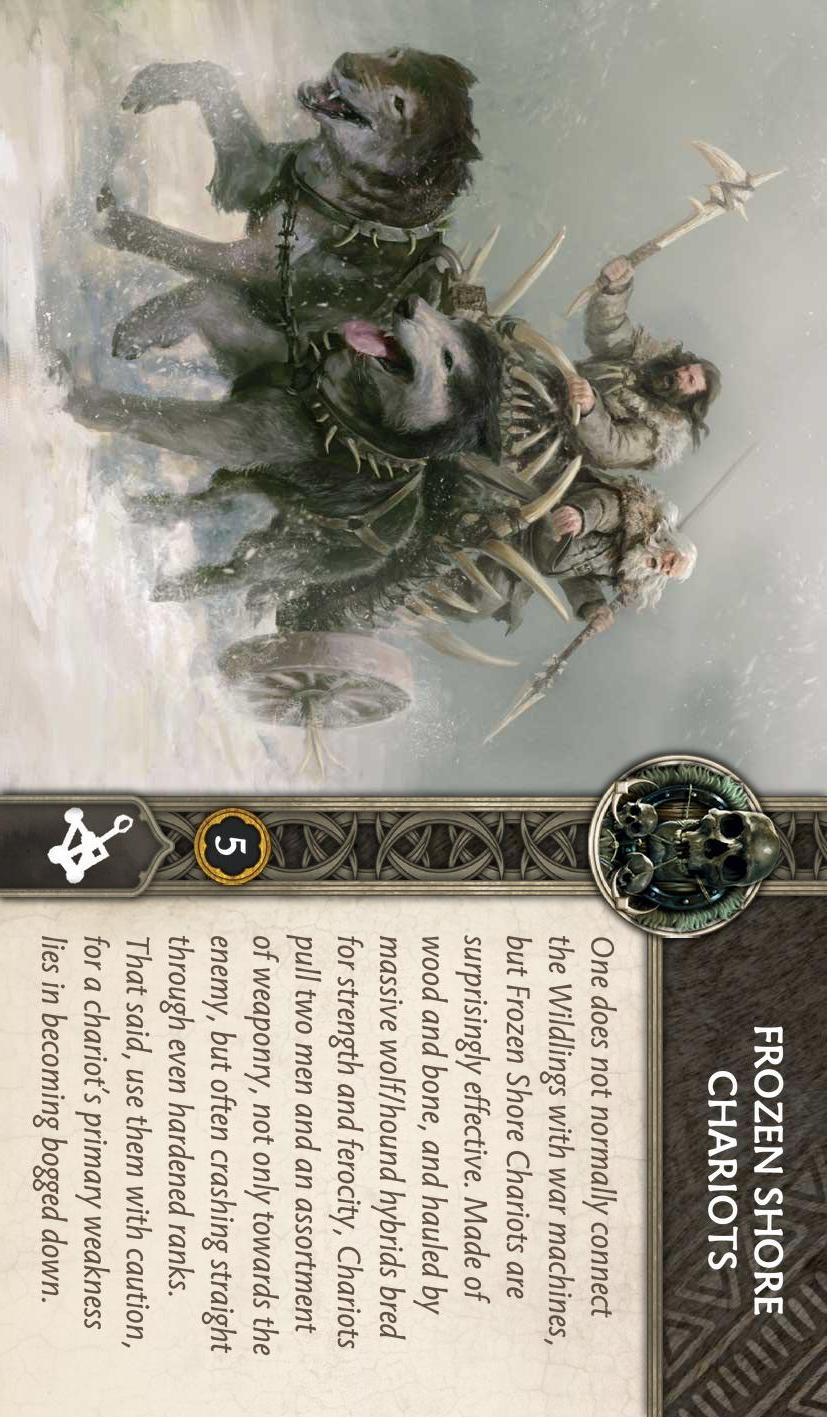 FROZEN SHORE
CHARIOTS
5
One does not normally connect
the Wildlings with war machines,
but Frozen Shore Chariots are
surprisingly effective. Made of
wood and bone, and hauled by
massive wolf/hound hybrids bred
for strength and ferocity, Chariots
pull two men and an assortment
of weaponry, not only towards the
enemy, but often crashing straight
through even hardened ranks.
That said, use them with caution,
for a chariot's primary weakness
lies in becoming bogged down.